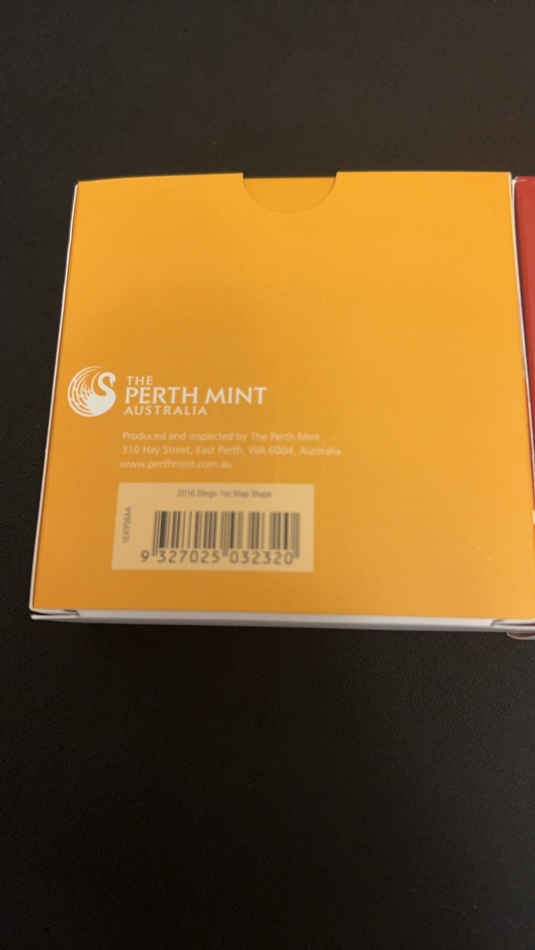 THE
PERTH MINT
AUSTRALIA
Produced and inspected by The Perth Mint
310 Hay Street, East Perth, WA 6004, Australia
www.perthmint.com.au
2016 Dingo 1oz Map Shape
9 327025 032320